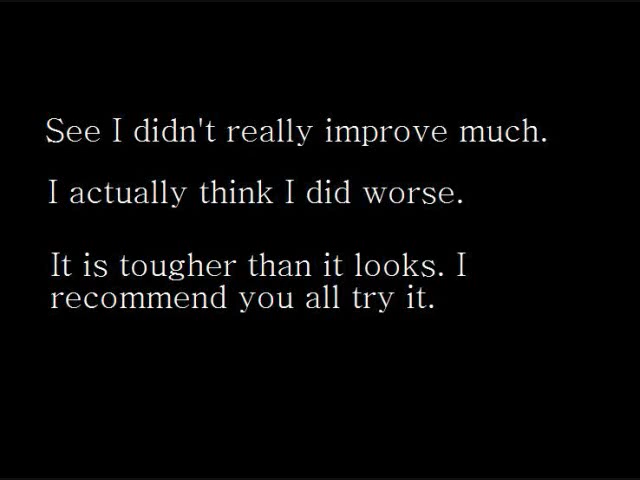 See I didn't really improve much.
I actually think I did worse.
It is tougher than it looks. I
recommend you all try it.